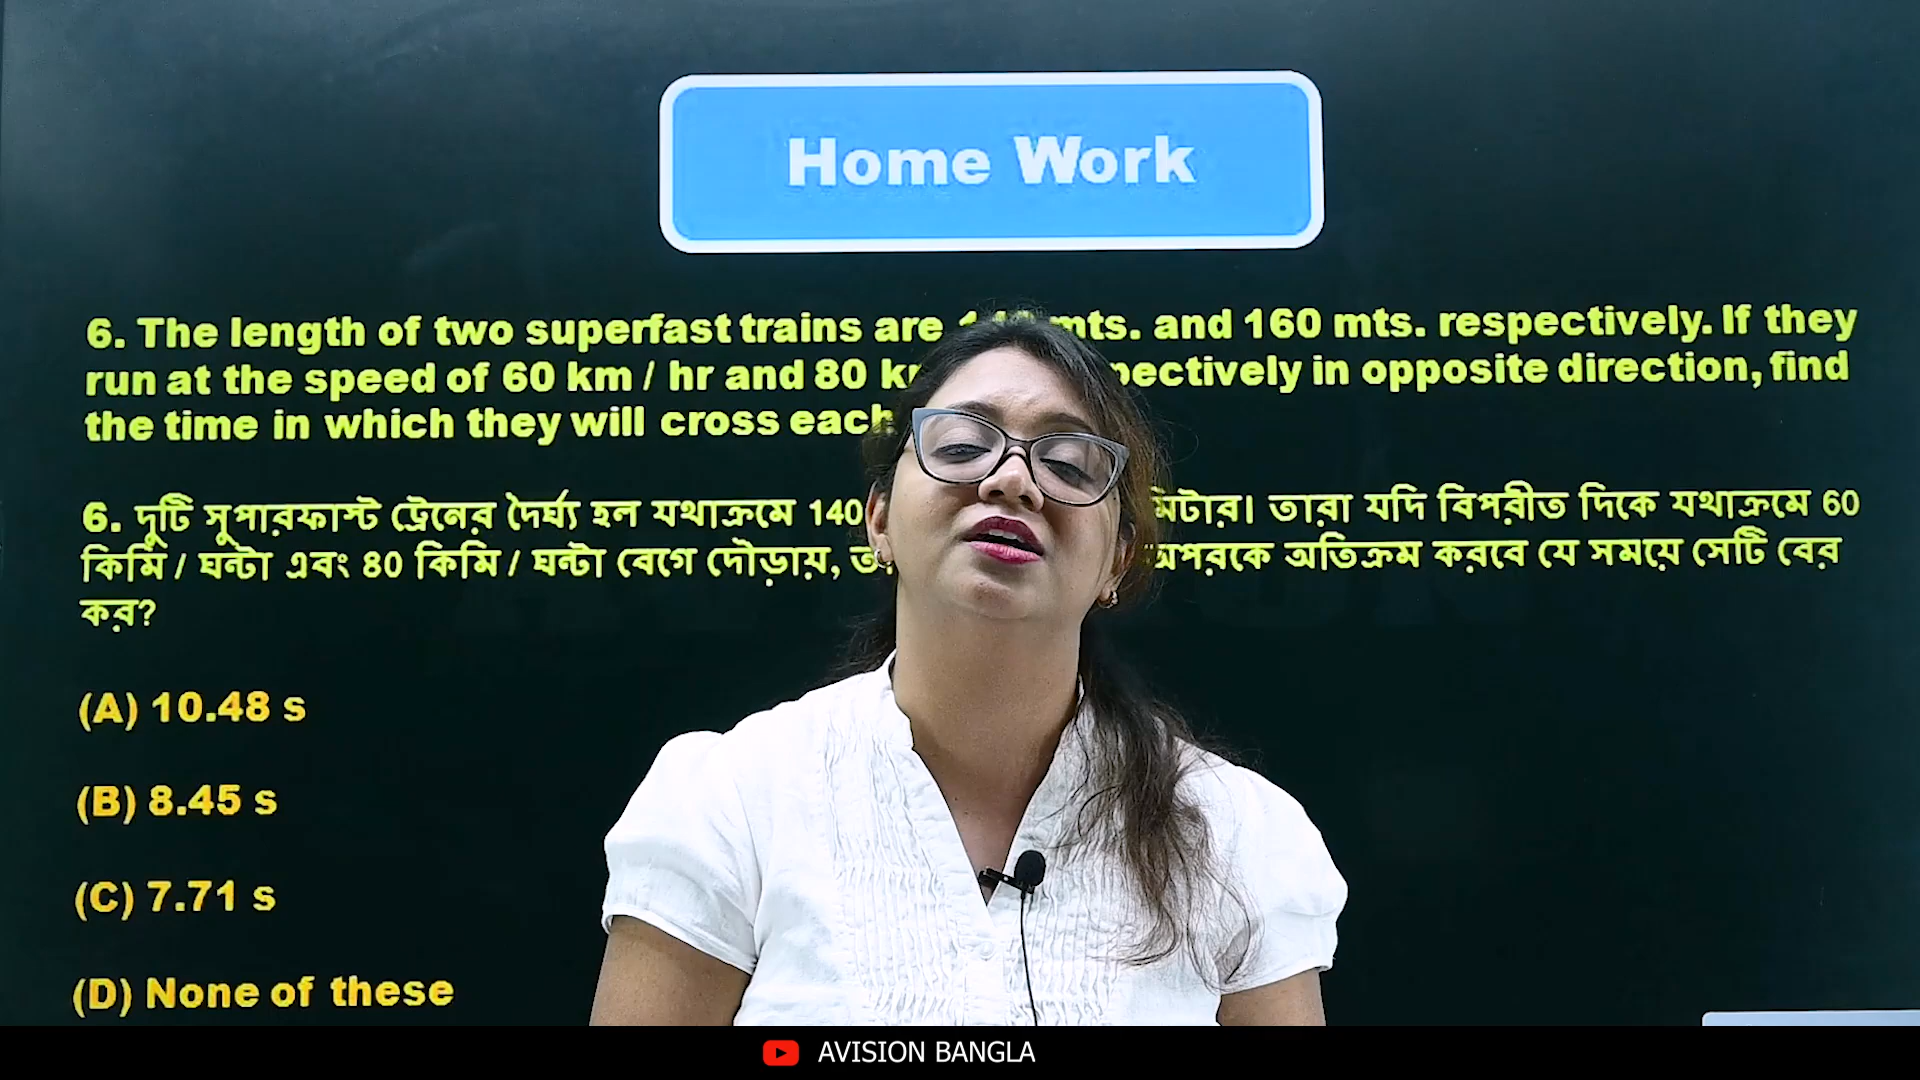 Home Work
6. The length of two superfast trains are mts. and 160 mts. respectively. If they
run at the speed of 60 km / hr and 80 in opposite direction, find
the time in which they will cross each
6. দুটি সুপারফাস্ট ট্রেনের দৈর্ঘ্য হল যথাক্রমে 140 তারা যদি বিপরীত দিকে যথাক্রমে 60
কিমি / ঘন্টা এবং 80 কিমি / ঘন্টা বেগে দৌড়ায়, অপরকে অতিক্রম করবে যে সময়ে সেটি বের
কর?
(A) 10.48 s
(B) 8.45 s
(C) 7.71 s
(D) None of these
AVISION BANGLA